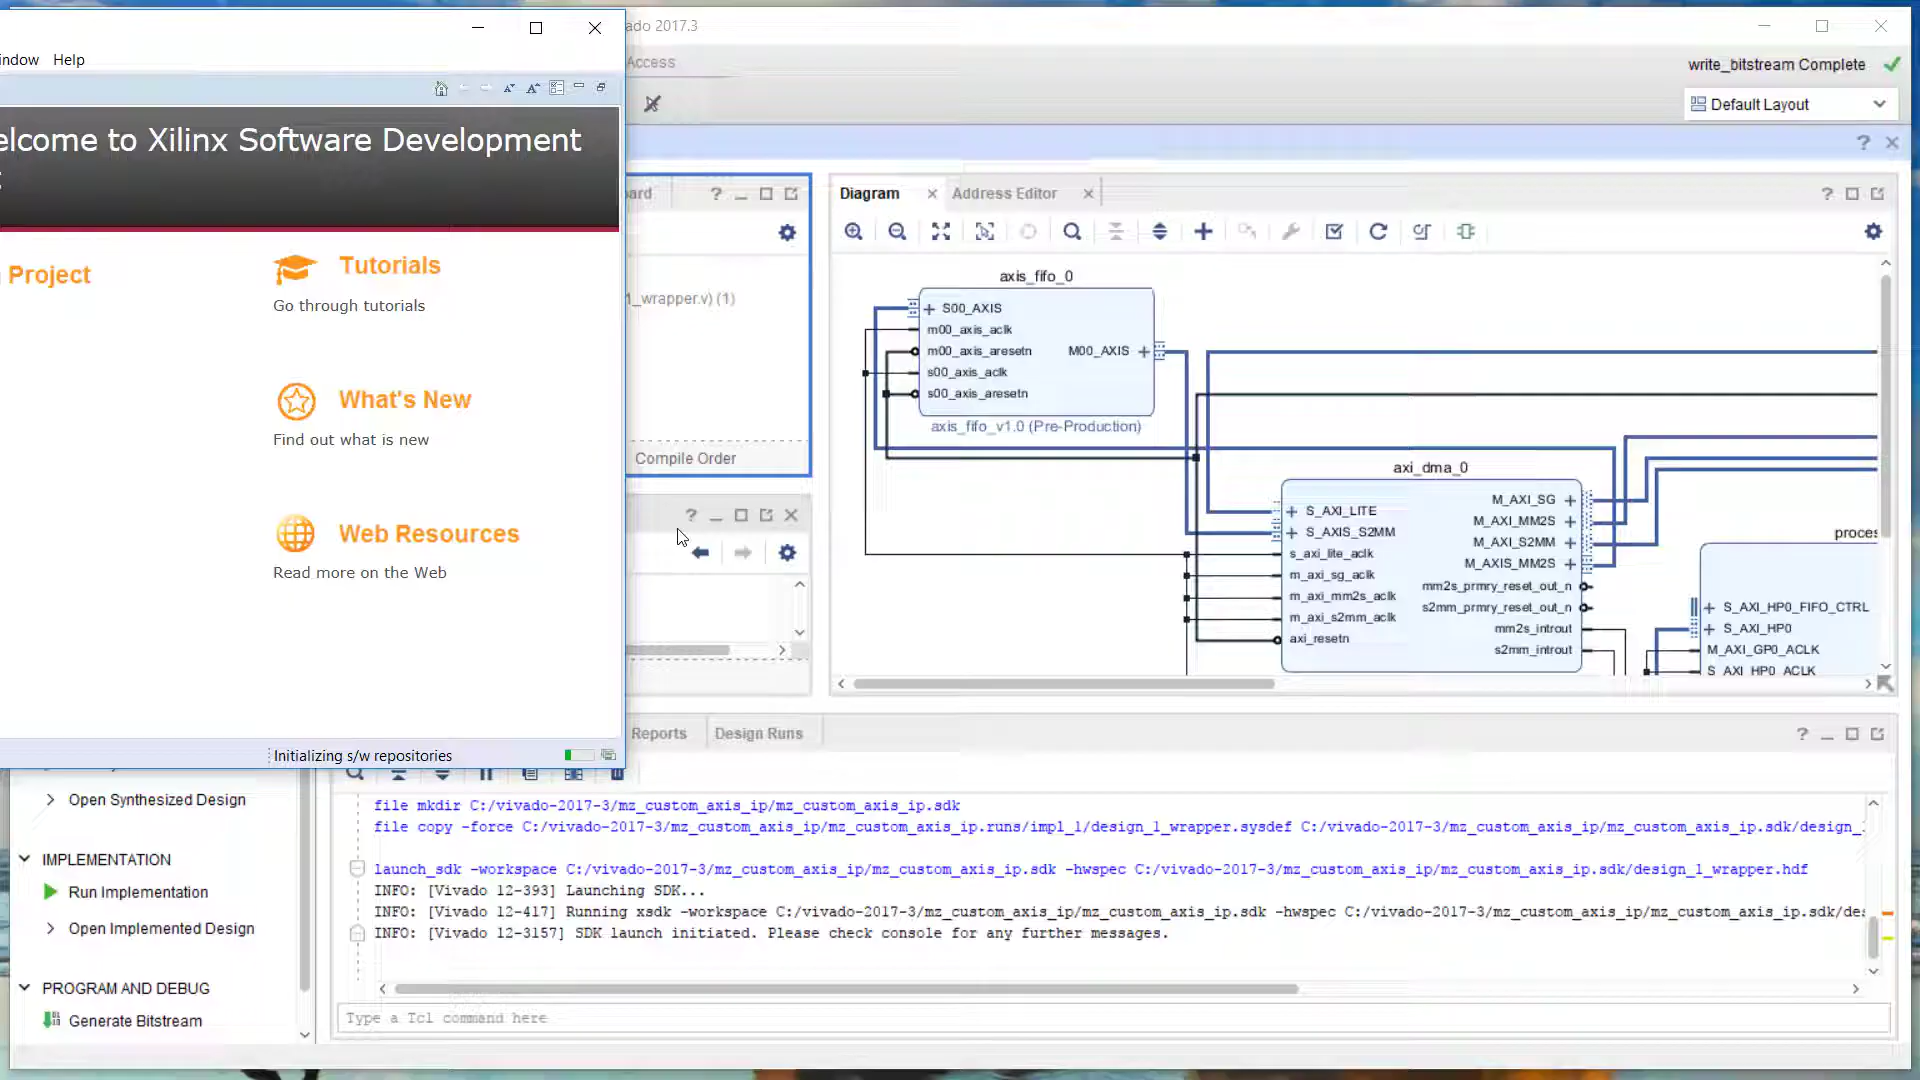 ado 2017.3
indow Help
Access
write_bitstream Complete
Default Layout
elcome to Xilinx Software Development
Project
Tutorials
Go through tutorials
What's New
Find out what is new
Web Resources
Read more on the Web
Initializing s/w repositories
ard
1_wrapper.v) (1)
Compile Order
Diagram
Address Editor
axis_fifo_0
S00_AXIS
m00_axis_aclk
m00_axis_aresetn
M00_AXIS
s00_axis_aclk
s00_axis_aresetn
axis_fifo_v1.0 (Pre-Production)
axi_dma_0
S_AXI_LITE
S_AXIS_S2MM
s_axi_lite_aclk
m_axi_sg_aclk
m_axi_mm2s_aclk
m_axi_s2mm_aclk
axi_resetn
M_AXI_SG
M_AXI_MM2S
M_AXI_S2MM
M_AXIS_MM2S
mm2s_prmry_reset_out_n
s2mm_prmry_reset_out_n
mm2s_introut
s2mm_introut
proces
S_AXI_HP0_FIFO_CTRL
S_AXI_HP0
M_AXI_GP0_ACLK
S_AXI_HP0_ACLK
Reports
Design Runs
Open Synthesized Design
IMPLEMENTATION
Run Implementation
Open Implemented Design
PROGRAM AND DEBUG
Generate Bitstream
file mkdir C:/vivado-2017-3/mz_custom_axis_ip/mz_custom_axis_ip.sdk
file copy -force C:/vivado-2017-3/mz_custom_axis_ip/mz_custom_axis_ip.runs/impl_1/design_1_wrapper.sysdef C:/vivado-2017-3/mz_custom_axis_ip/mz_custom_axis_ip.sdk/design_
launch_sdk -workspace C:/vivado-2017-3/mz_custom_axis_ip/mz_custom_axis_ip.sdk -hwspec C:/vivado-2017-3/mz_custom_axis_ip/mz_custom_axis_ip.sdk/design_1_wrapper.hdf
INFO: [Vivado 12-393] Launching SDK...
INFO: [Vivado 12-417] Running xsdk -workspace C:/vivado-2017-3/mz_custom_axis_ip/mz_custom_axis_ip.sdk -hwspec C:/vivado-2017-3/mz_custom_axis_ip/mz_custom_axis_ip.sdk/de
INFO: [Vivado 12-3157] SDK launch initiated. Please check console for any further messages.
Type a Tcl command here